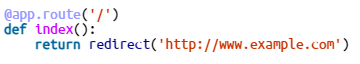 @app.route('/')
def index():
    return redirect('http://www.example.com')